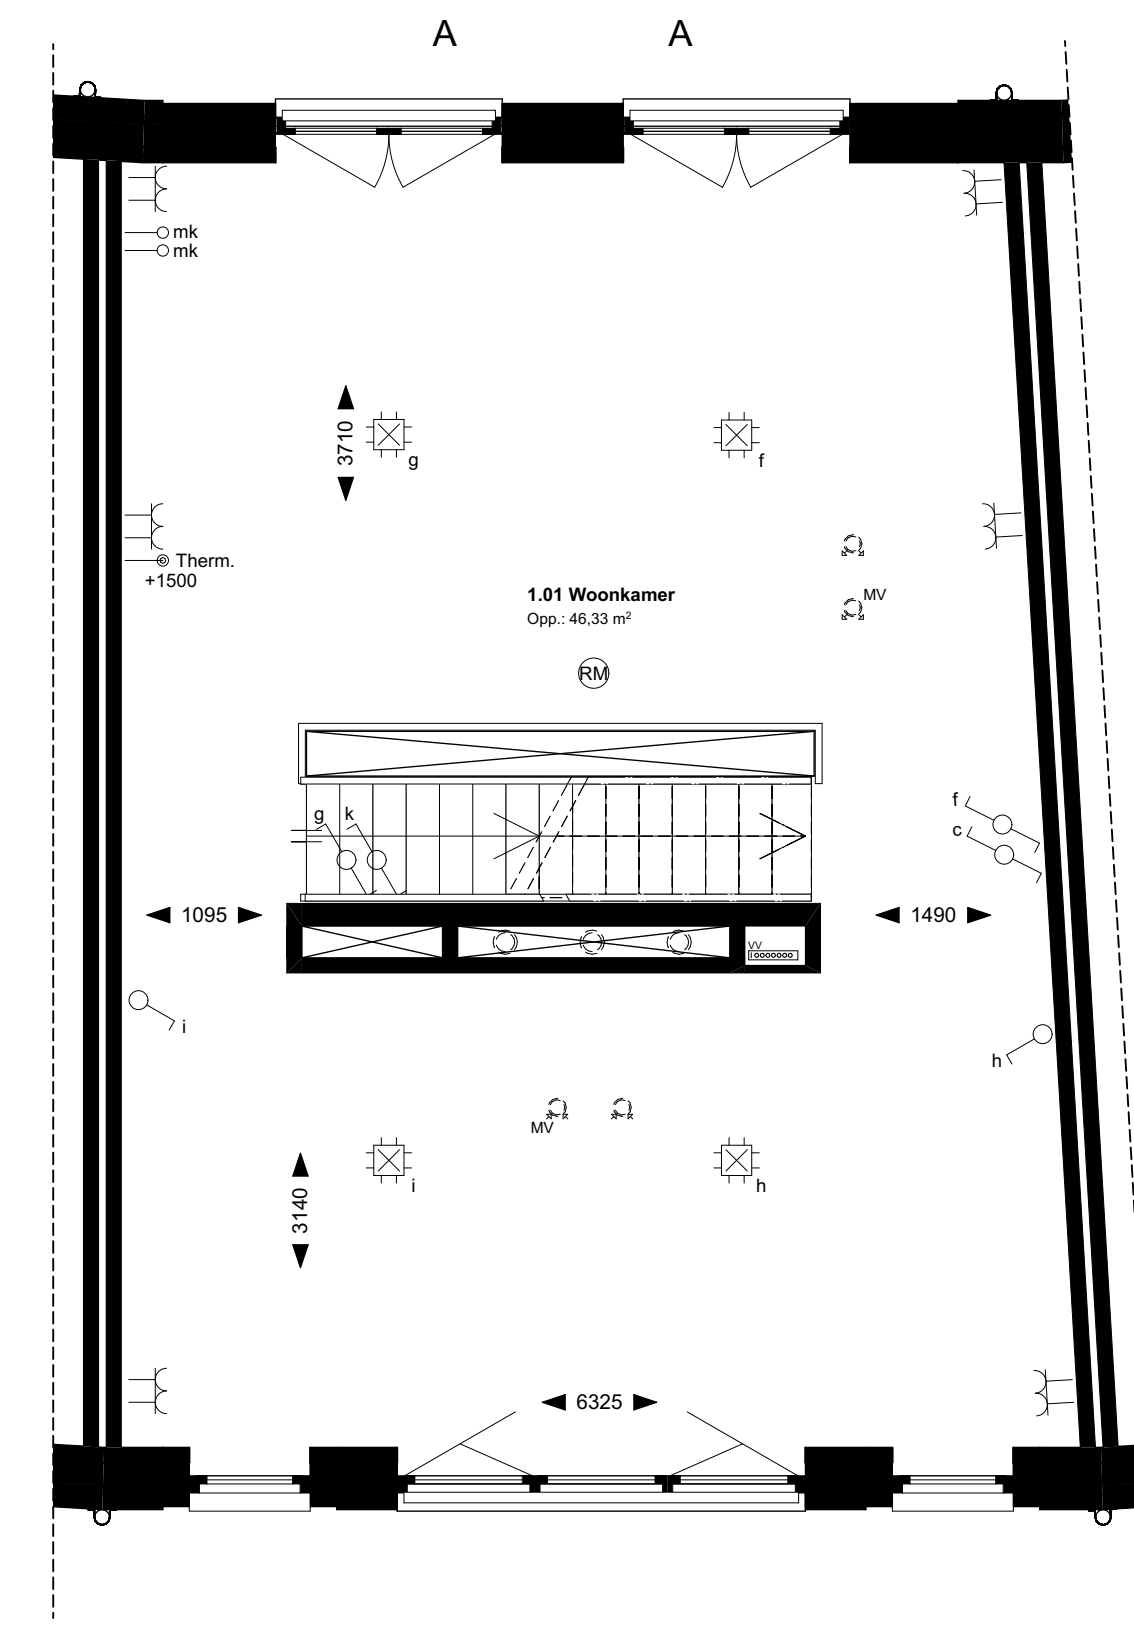 A A
mk
mk
3710
g
f
Therm.
+1500
1.01 Woonkamer
Opp.: 46,33 m²
MV
RM
f
g k
c
1095
1490
VV
i
h
MV
i
h
3140
6325